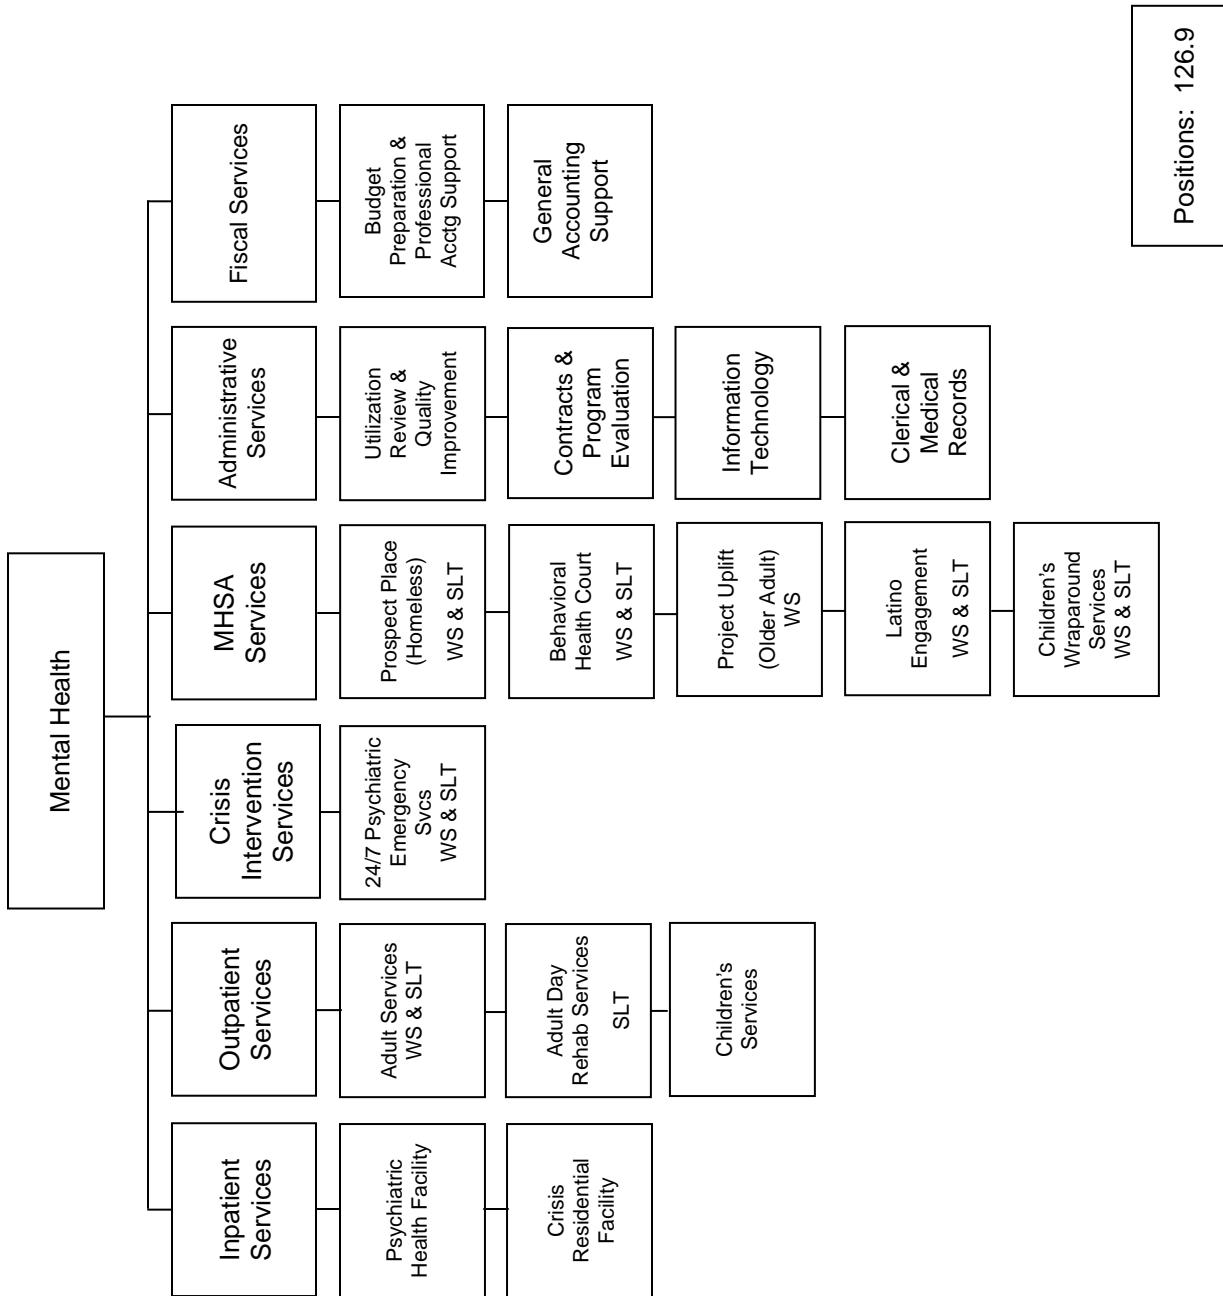 Mental Health
Inpatient
Services
Psychiatric
Health Facility
Crisis
Residential
Facility
Outpatient
Services
Adult Services
WS & SLT
Adult Day
Rehab Services
SLT
Children's
Services
Crisis
Intervention
Services
24/7 Psychiatric
Emergency
Svcs
WS & SLT
MHSA
Services
Prospect Place
(Homeless)
WS & SLT
Behavioral
Health Court
WS & SLT
Project Uplift
(Older Adult)
WS
Latino
Engagement
WS & SLT
Children's
Wraparound
Services
WS & SLT
Administrative
Services
Utilization
Review &
Quality
Improvement
Contracts &
Program
Evaluation
Information
Technology
Clerical &
Medical
Records
Fiscal Services
Budget
Preparation &
Professional
Acctg Support
General
Accounting
Support
Positions: 126.9